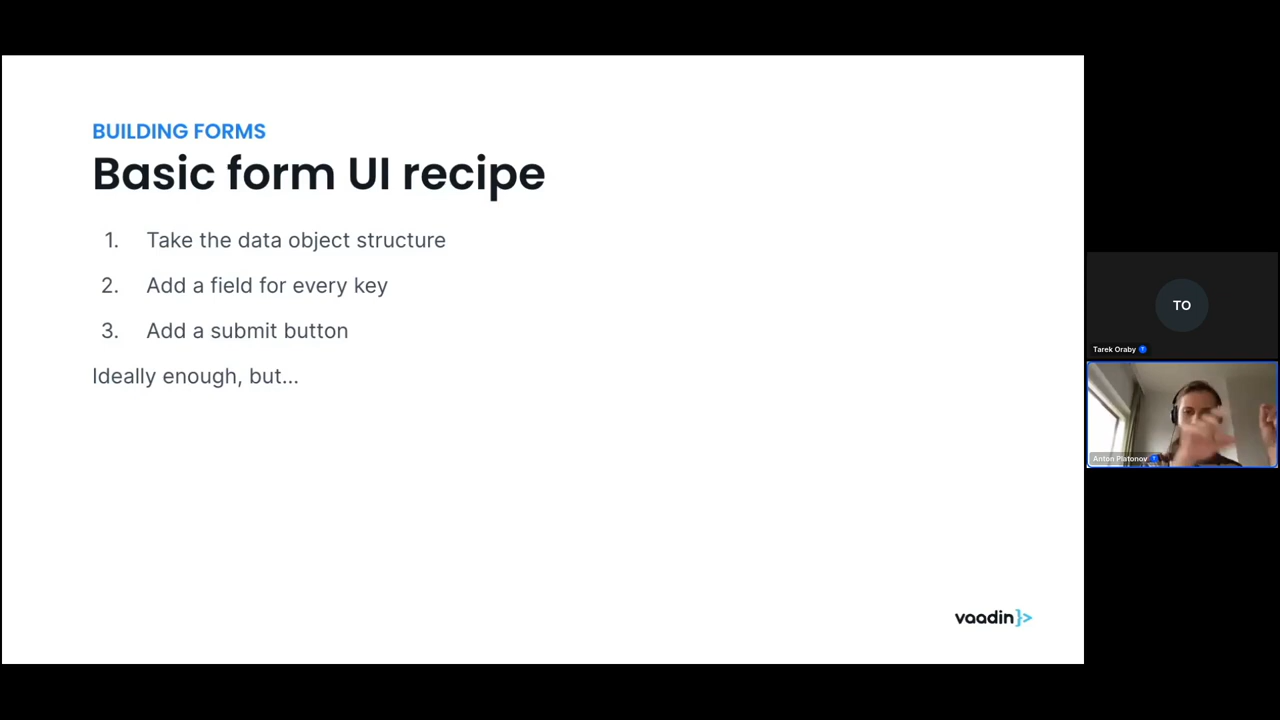 BUILDING FORMS
Basic form UI recipe
1. Take the data object structure
2. Add a field for every key
3. Add a submit button
Ideally enough, but...
vaadin}>
TO
Tarek Oraby
Anton Platonov